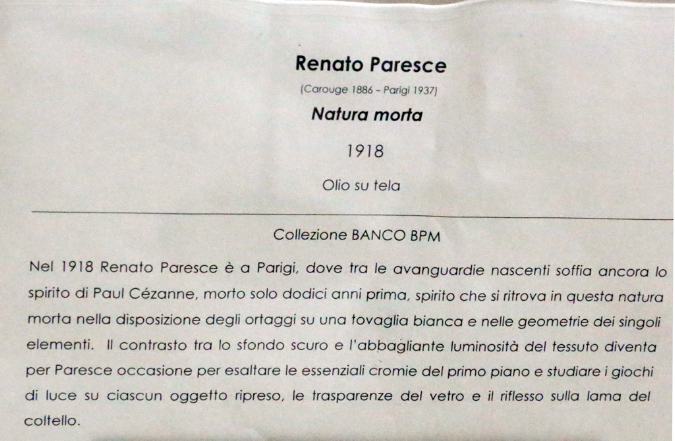 Renato Paresce
(Carouge 1886 – Parigi 1937)
Natura morta
1918
Olio su tela
Collezione BANCO BPM
Nel 1918 Renato Paresce è a Parigi, dove tra le avanguardie nascenti soffia ancora lo
spirito di Paul Cézanne, morto solo dodici anni prima, spirito che si ritrova in questa natura
morta nella disposizione degli ortaggi su una tovaglia bianca e nelle geometrie dei singoli
elementi. Il contrasto tra lo sfondo scuro e l'abbagliante luminosità del tessuto diventa
per Paresce occasione per esaltare le essenziali cromie del primo piano e studiare i giochi
di luce su ciascun oggetto ripreso, le trasparenze del vetro e il riflesso sulla lama del
coltello.